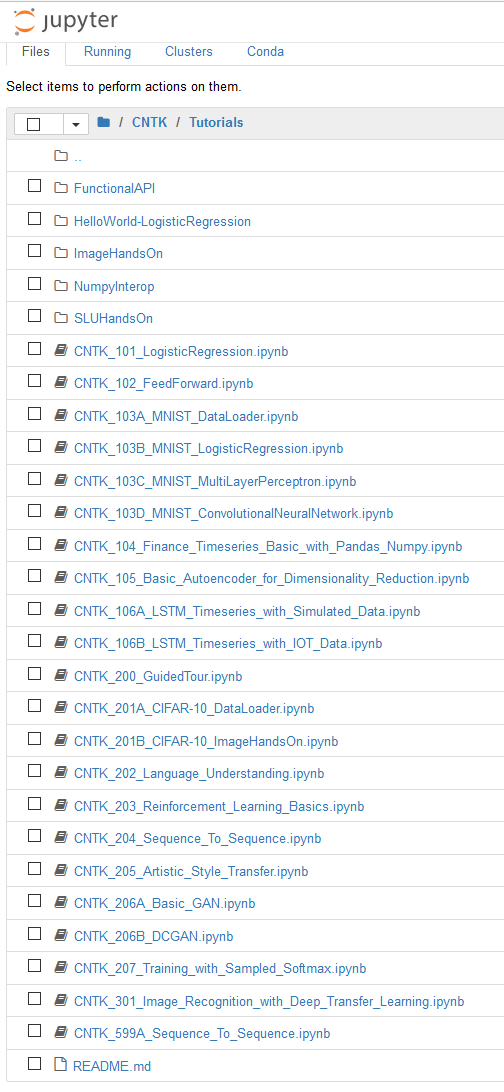 jupyter
Files Running Clusters Conda
Select items to perform actions on them.
/ CNTK / Tutorials
..
FunctionalAPI
HelloWorld-LogisticRegression
ImageHandsOn
NumpyInterop
SLUHandsOn
CNTK_101_LogisticRegression.ipynb
CNTK_102_FeedForward.ipynb
CNTK_103A_MNIST_DataLoader.ipynb
CNTK_103B_MNIST_LogisticRegression.ipynb
CNTK_103C_MNIST_MultiLayerPerceptron.ipynb
CNTK_103D_MNIST_ConvolutionalNeuralNetwork.ipynb
CNTK_104_Finance_Timeseries_Basic_with_Pandas_Numpy.ipynb
CNTK_105_Basic_Autoencoder_for_Dimensionality_Reduction.ipynb
CNTK_106A_LSTM_Timeseries_with_Simulated_Data.ipynb
CNTK_106B_LSTM_Timeseries_with_IOT_Data.ipynb
CNTK_200_GuidedTour.ipynb
CNTK_201A_CIFAR-10_DataLoader.ipynb
CNTK_201B_CIFAR-10_ImageHandsOn.ipynb
CNTK_202_Language_Understanding.ipynb
CNTK_203_Reinforcement_Learning_Basics.ipynb
CNTK_204_Sequence_To_Sequence.ipynb
CNTK_205_Artistic_Style_Transfer.ipynb
CNTK_206A_Basic_GAN.ipynb
CNTK_206B_DCGAN.ipynb
CNTK_207_Training_with_Sampled_Softmax.ipynb
CNTK_301_Image_Recognition_with_Deep_Transfer_Learning.ipynb
CNTK_599A_Sequence_To_Sequence.ipynb
README.md